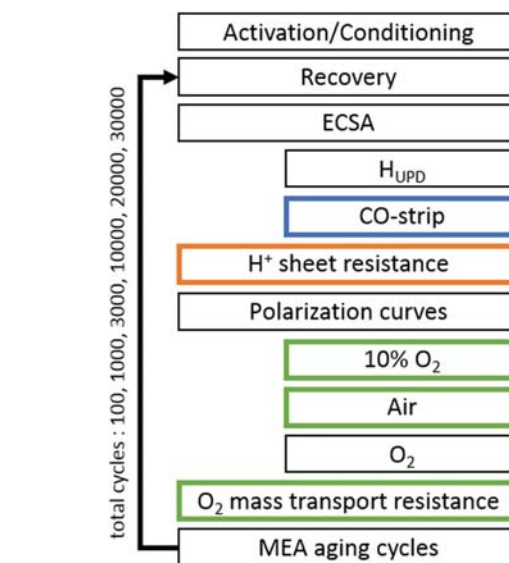 Activation/Conditioning
Recovery
ECSA
H_UPD
CO-strip
H⁺ sheet resistance
Polarization curves
10% O₂
Air
O₂
O₂ mass transport resistance
MEA aging cycles
total cycles : 100, 1000, 3000, 10000, 20000, 30000